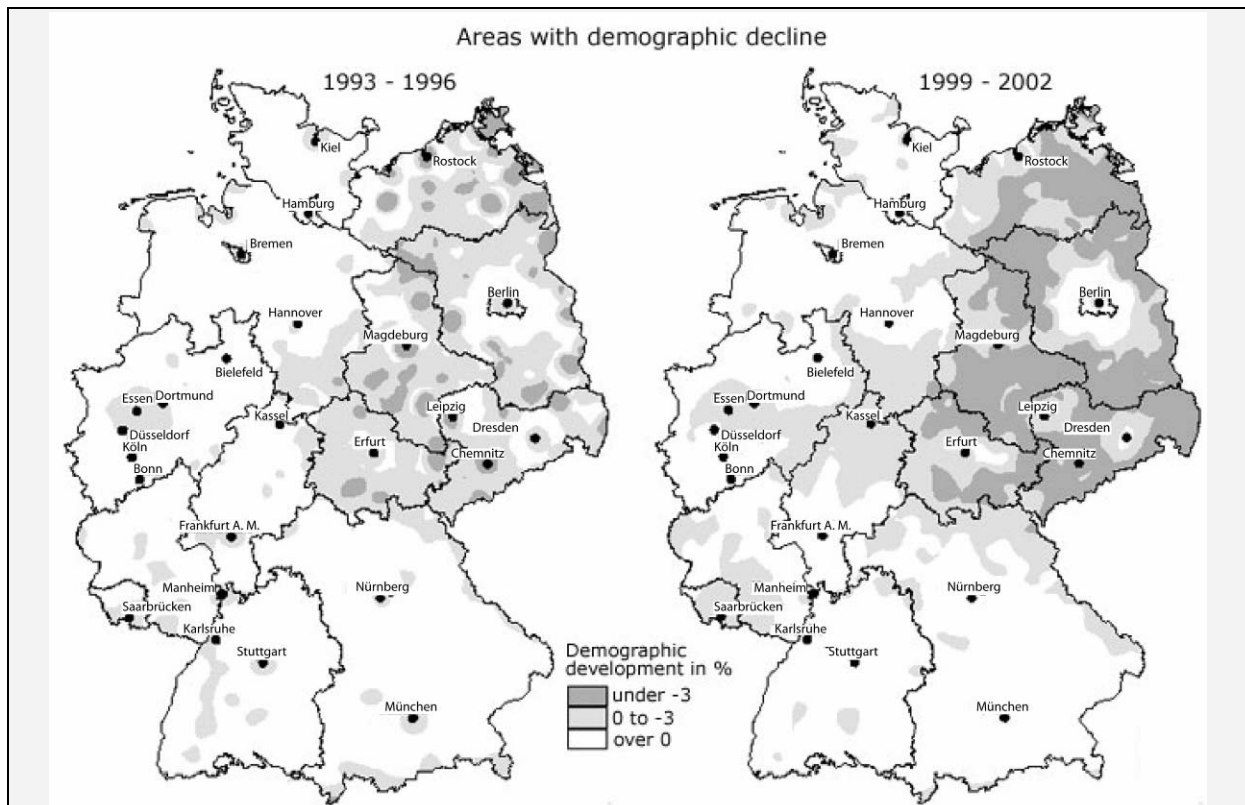 Areas with demographic decline
1993 - 1996
Kiel
Rostock
Hamburg
Bremen
Berlin
Hannover
Magdeburg
Bielefeld
Essen
Dortmund
Kassel
Leipzig
Düsseldorf
Dresden
Köln
Erfurt
Chemnitz
Bonn
Frankfurt A. M.
Manheim
Nürnberg
Saarbrücken
Karlsruhe
Stuttgart
München
1999 - 2002
Kiel
Rostock
Hamburg
Bremen
Berlin
Hannover
Magdeburg
Bielefeld
Essen
Dortmund
Kassel
Leipzig
Düsseldorf
Dresden
Köln
Erfurt
Chemnitz
Bonn
Frankfurt A. M.
Manheim
Nürnberg
Saarbrücken
Karlsruhe
Stuttgart
München
Demographic
development in %
under -3
0 to -3
over 0